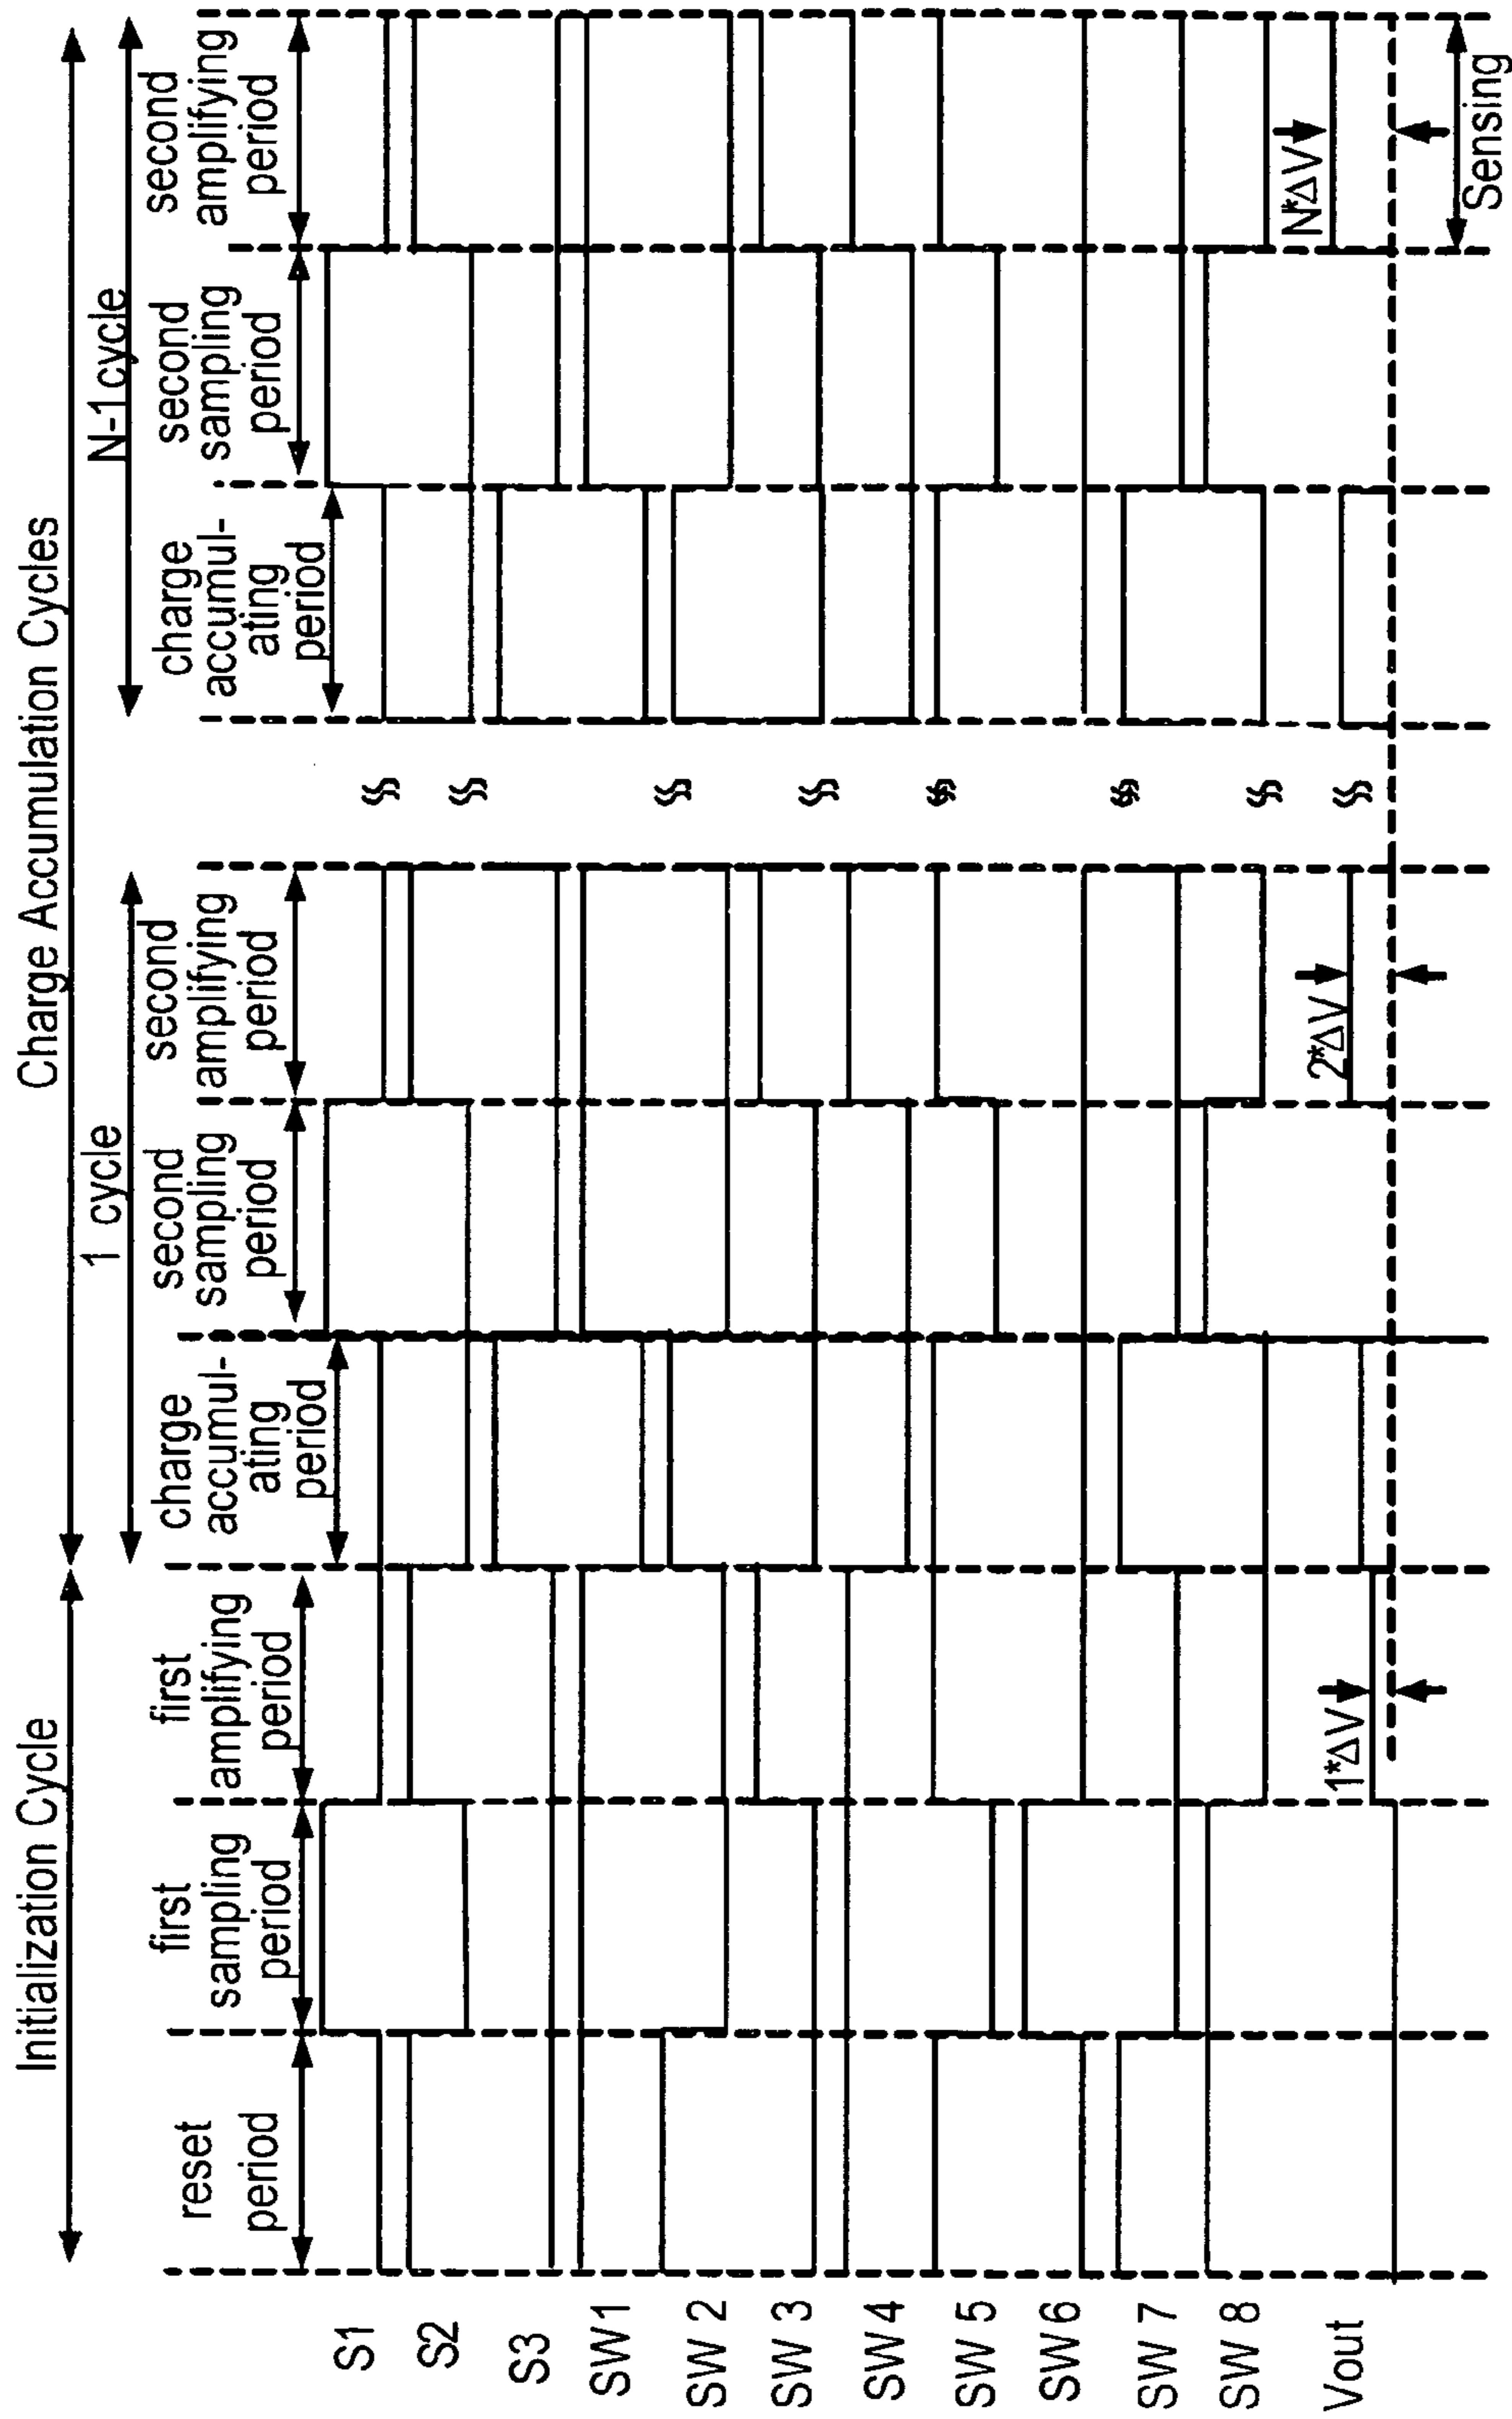 Initialization Cycle
Charge Accumulation Cycles
1 cycle
N-1cycle
reset
period
first
sampling
period
first
amplifying
period
charge
accumul-
ating
period
second
sampling
period
second
amplifying
period
charge
accumul-
ating
period
second
sampling
period
second
amplifying
period
S1
S2
S3
SW1
SW 2
SW 3
SW 4
SW 5
SW 6
SW 7
SW 8
Vout
1*ΔV
2*ΔV
N*ΔV
Sensing